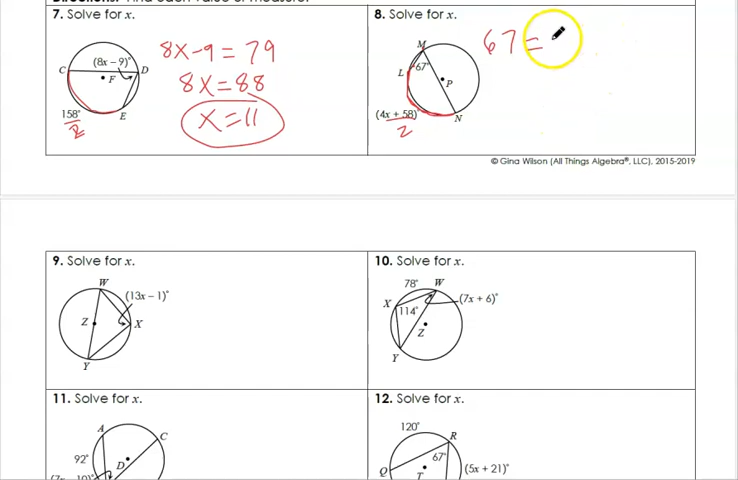 7. Solve for x.
C
(8x – 9)°
D
F
E
158°
2
8x-9 = 79
8x = 88
x = 11
8. Solve for x.
M
67°
L
P
N
(4x + 58)°
2
67 =
© Gina Wilson (All Things Algebra®, LLC), 2015-2019
9. Solve for x.
W
(13x – 1)°
Z
X
Y
10. Solve for x.
78°
W
(7x + 6)°
X
114°
Z
Y
11. Solve for x.
A
C
92°
D
12. Solve for x.
120°
R
67°
Q
T
(5x + 21)°